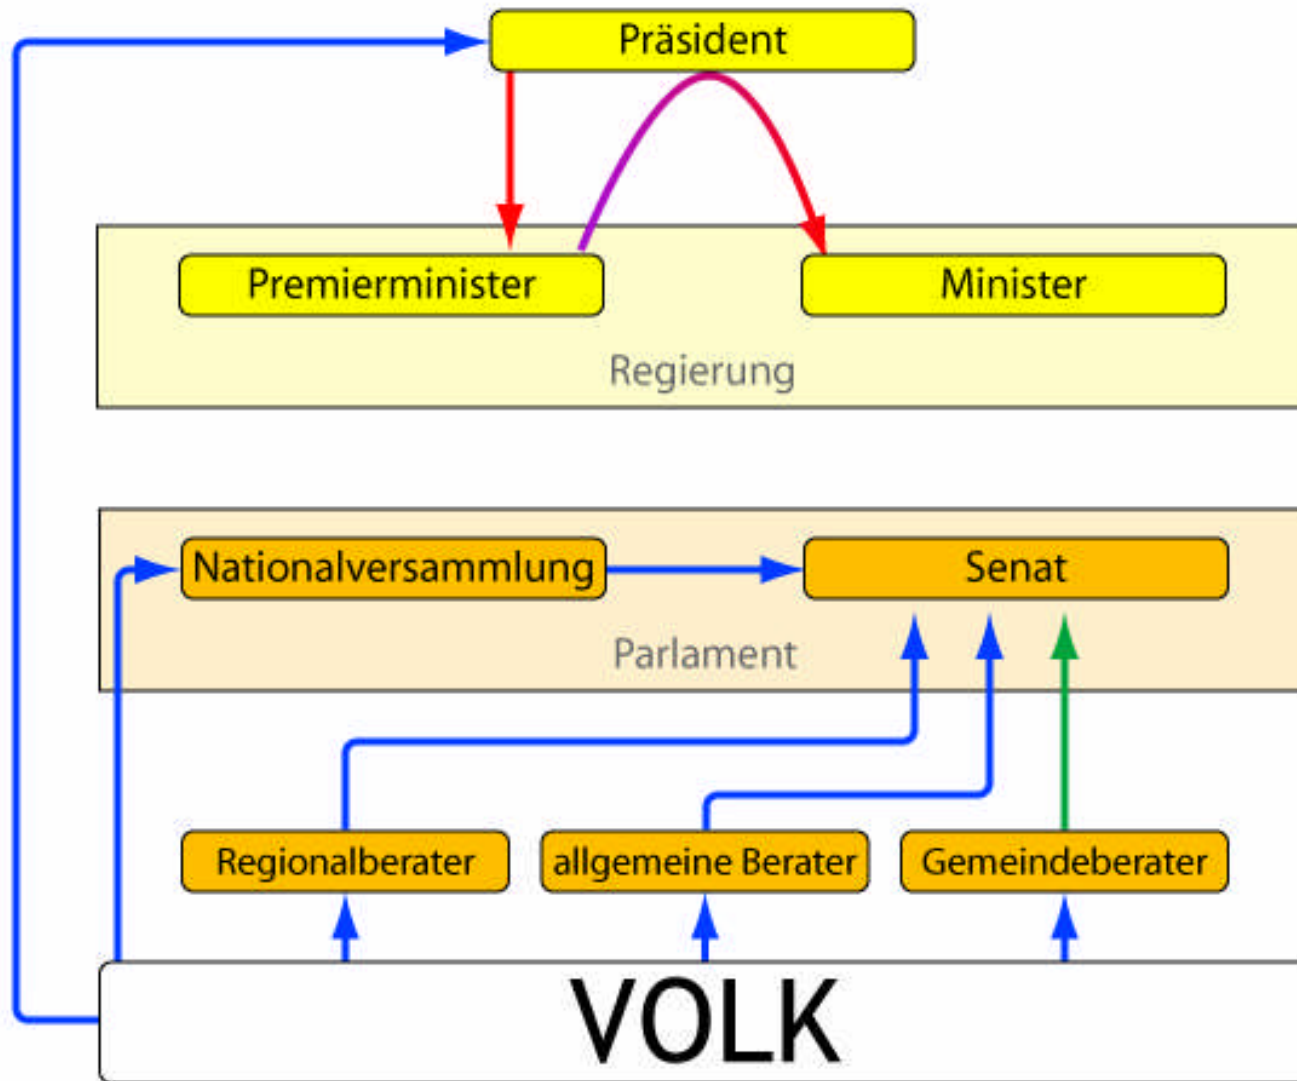 Präsident
Premierminister
Minister
Regierung
Nationalversammlung
Senat
Parlament
Regionalberater
allgemeine Berater
Gemeindeberater
VOLK